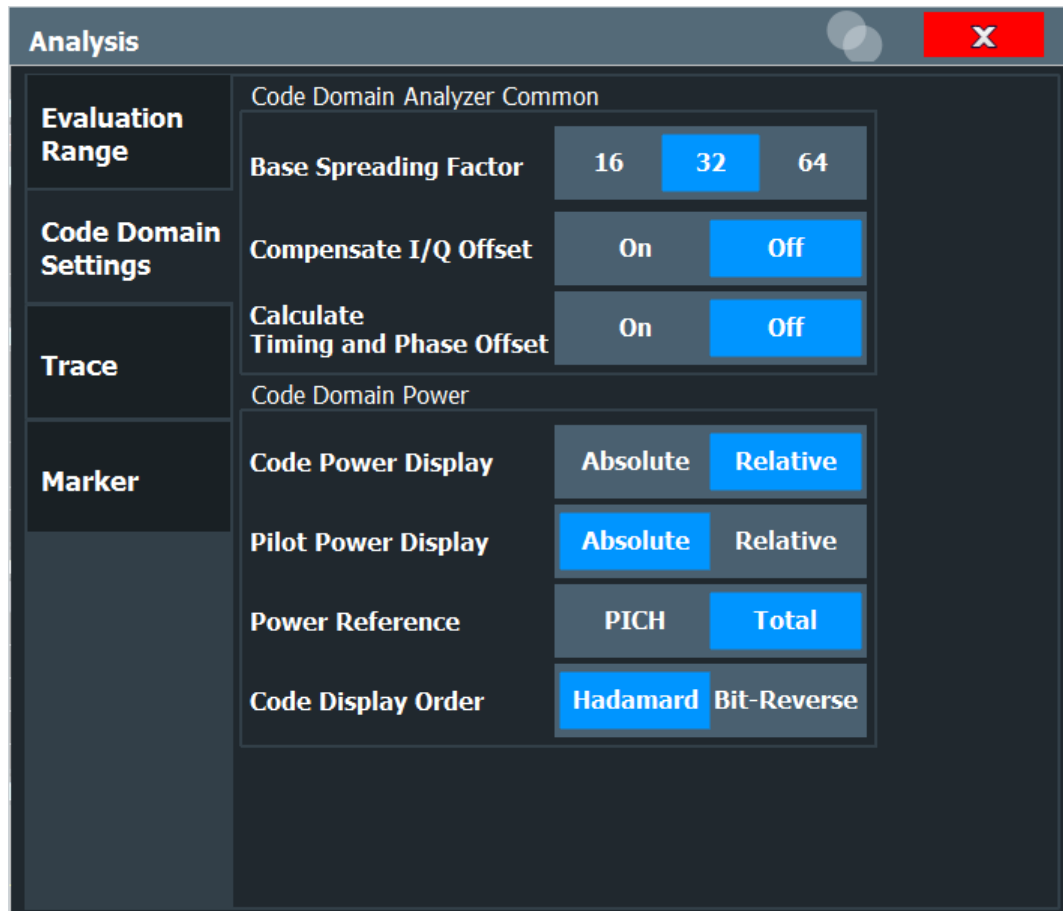 Analysis
X
Evaluation
Range
Code Domain
Settings
Trace
Marker
Code Domain Analyzer Common
Base Spreading Factor 16 32 64
Compensate I/Q Offset On Off
Calculate
Timing and Phase Offset On Off
Code Domain Power
Code Power Display Absolute Relative
Pilot Power Display Absolute Relative
Power Reference PICH Total
Code Display Order Hadamard Bit-Reverse